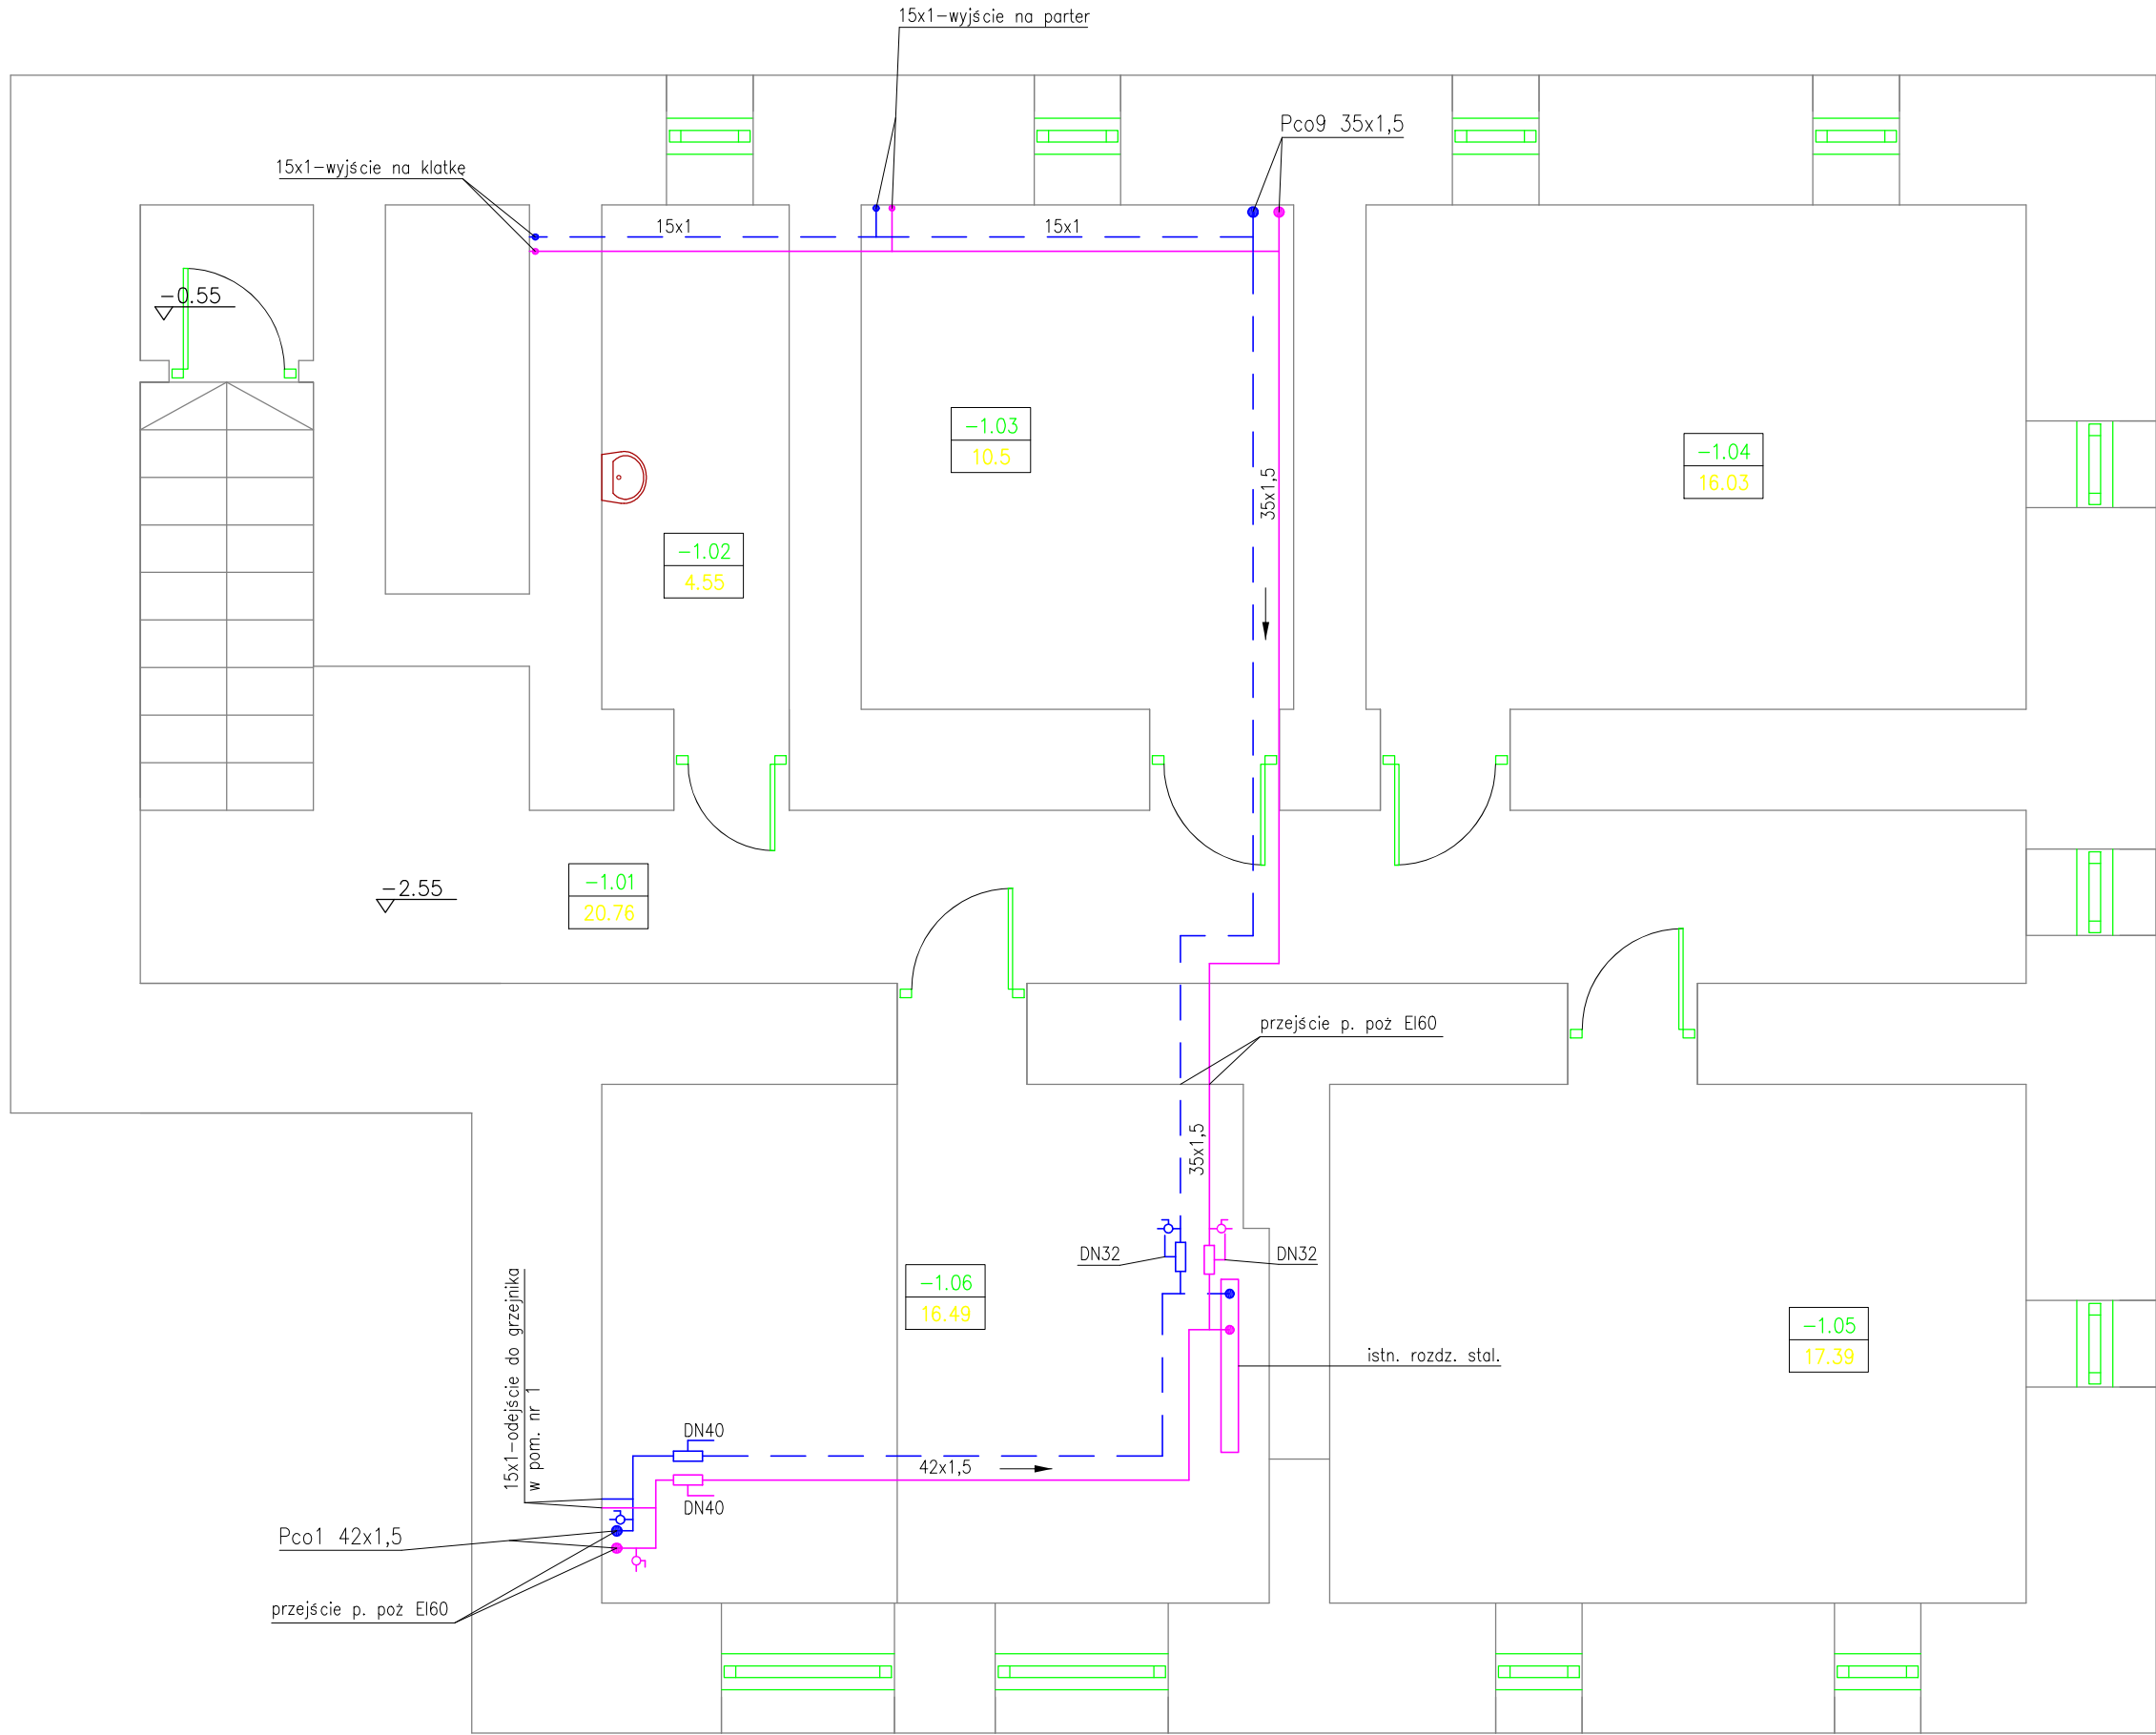 15x1-wyjście na parter
Pco9 35x1,5
15x1-wyjście na klatkę
15x1
15x1
-0.55
-1.03
10.5
-1.04
16.03
35x1,5
-1.02
4.55
-1.01
20.76
-2.55
przejście p. poż EI60
35x1,5
DN32
DN32
-1.06
16.49
-1.05
17.39
istn. rozdz. stal.
15x1-odejście do grzejnika
w pom. nr 1
DN40
42x1,5
DN40
Pco1 42x1,5
przejście p. poż EI60